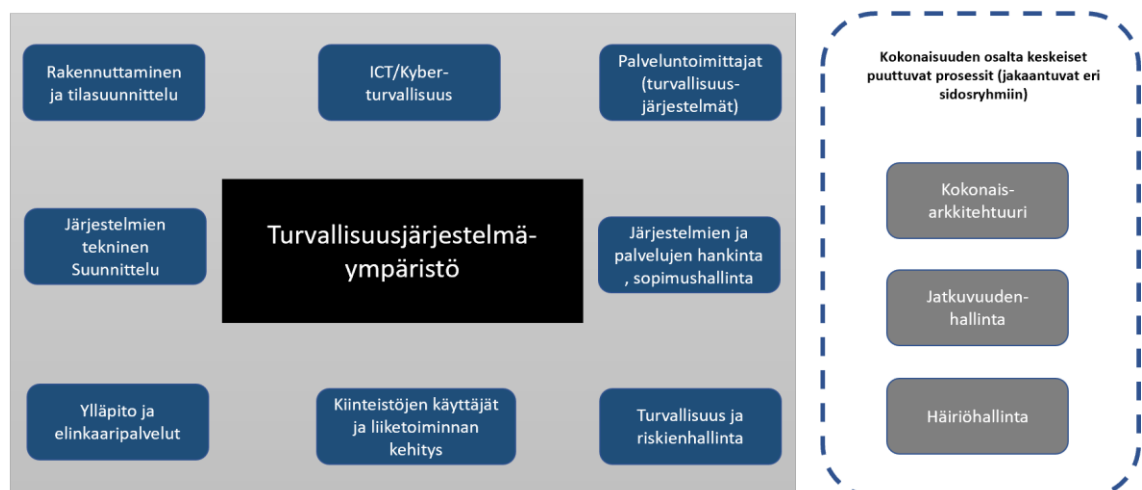 Rakennuttaminen
ja tilasuunnittelu
ICT/Kyber-
turvallisuus
Palveluntoimittajat
(turvallisuus-
järjestelmät)
Järjestelmien
tekninen
Suunnittelu
Turvallisuusjärjestelmä-
ympäristö
Järjestelmien ja
palvelujen hankinta
, sopimushallinta
Ylläpito ja
elinkaaripalvelut
Kiinteistöjen käyttäjät
ja liiketoiminnan
kehitys
Turvallisuus ja
riskienhallinta
Kokonaisuuden osalta keskeiset
puuttuvat prosessit (jakaantuvat eri
sidosryhmiin)
Kokonais-
arkkitehtuuri
Jatkuvuuden-
hallinta
Häiriöhallinta